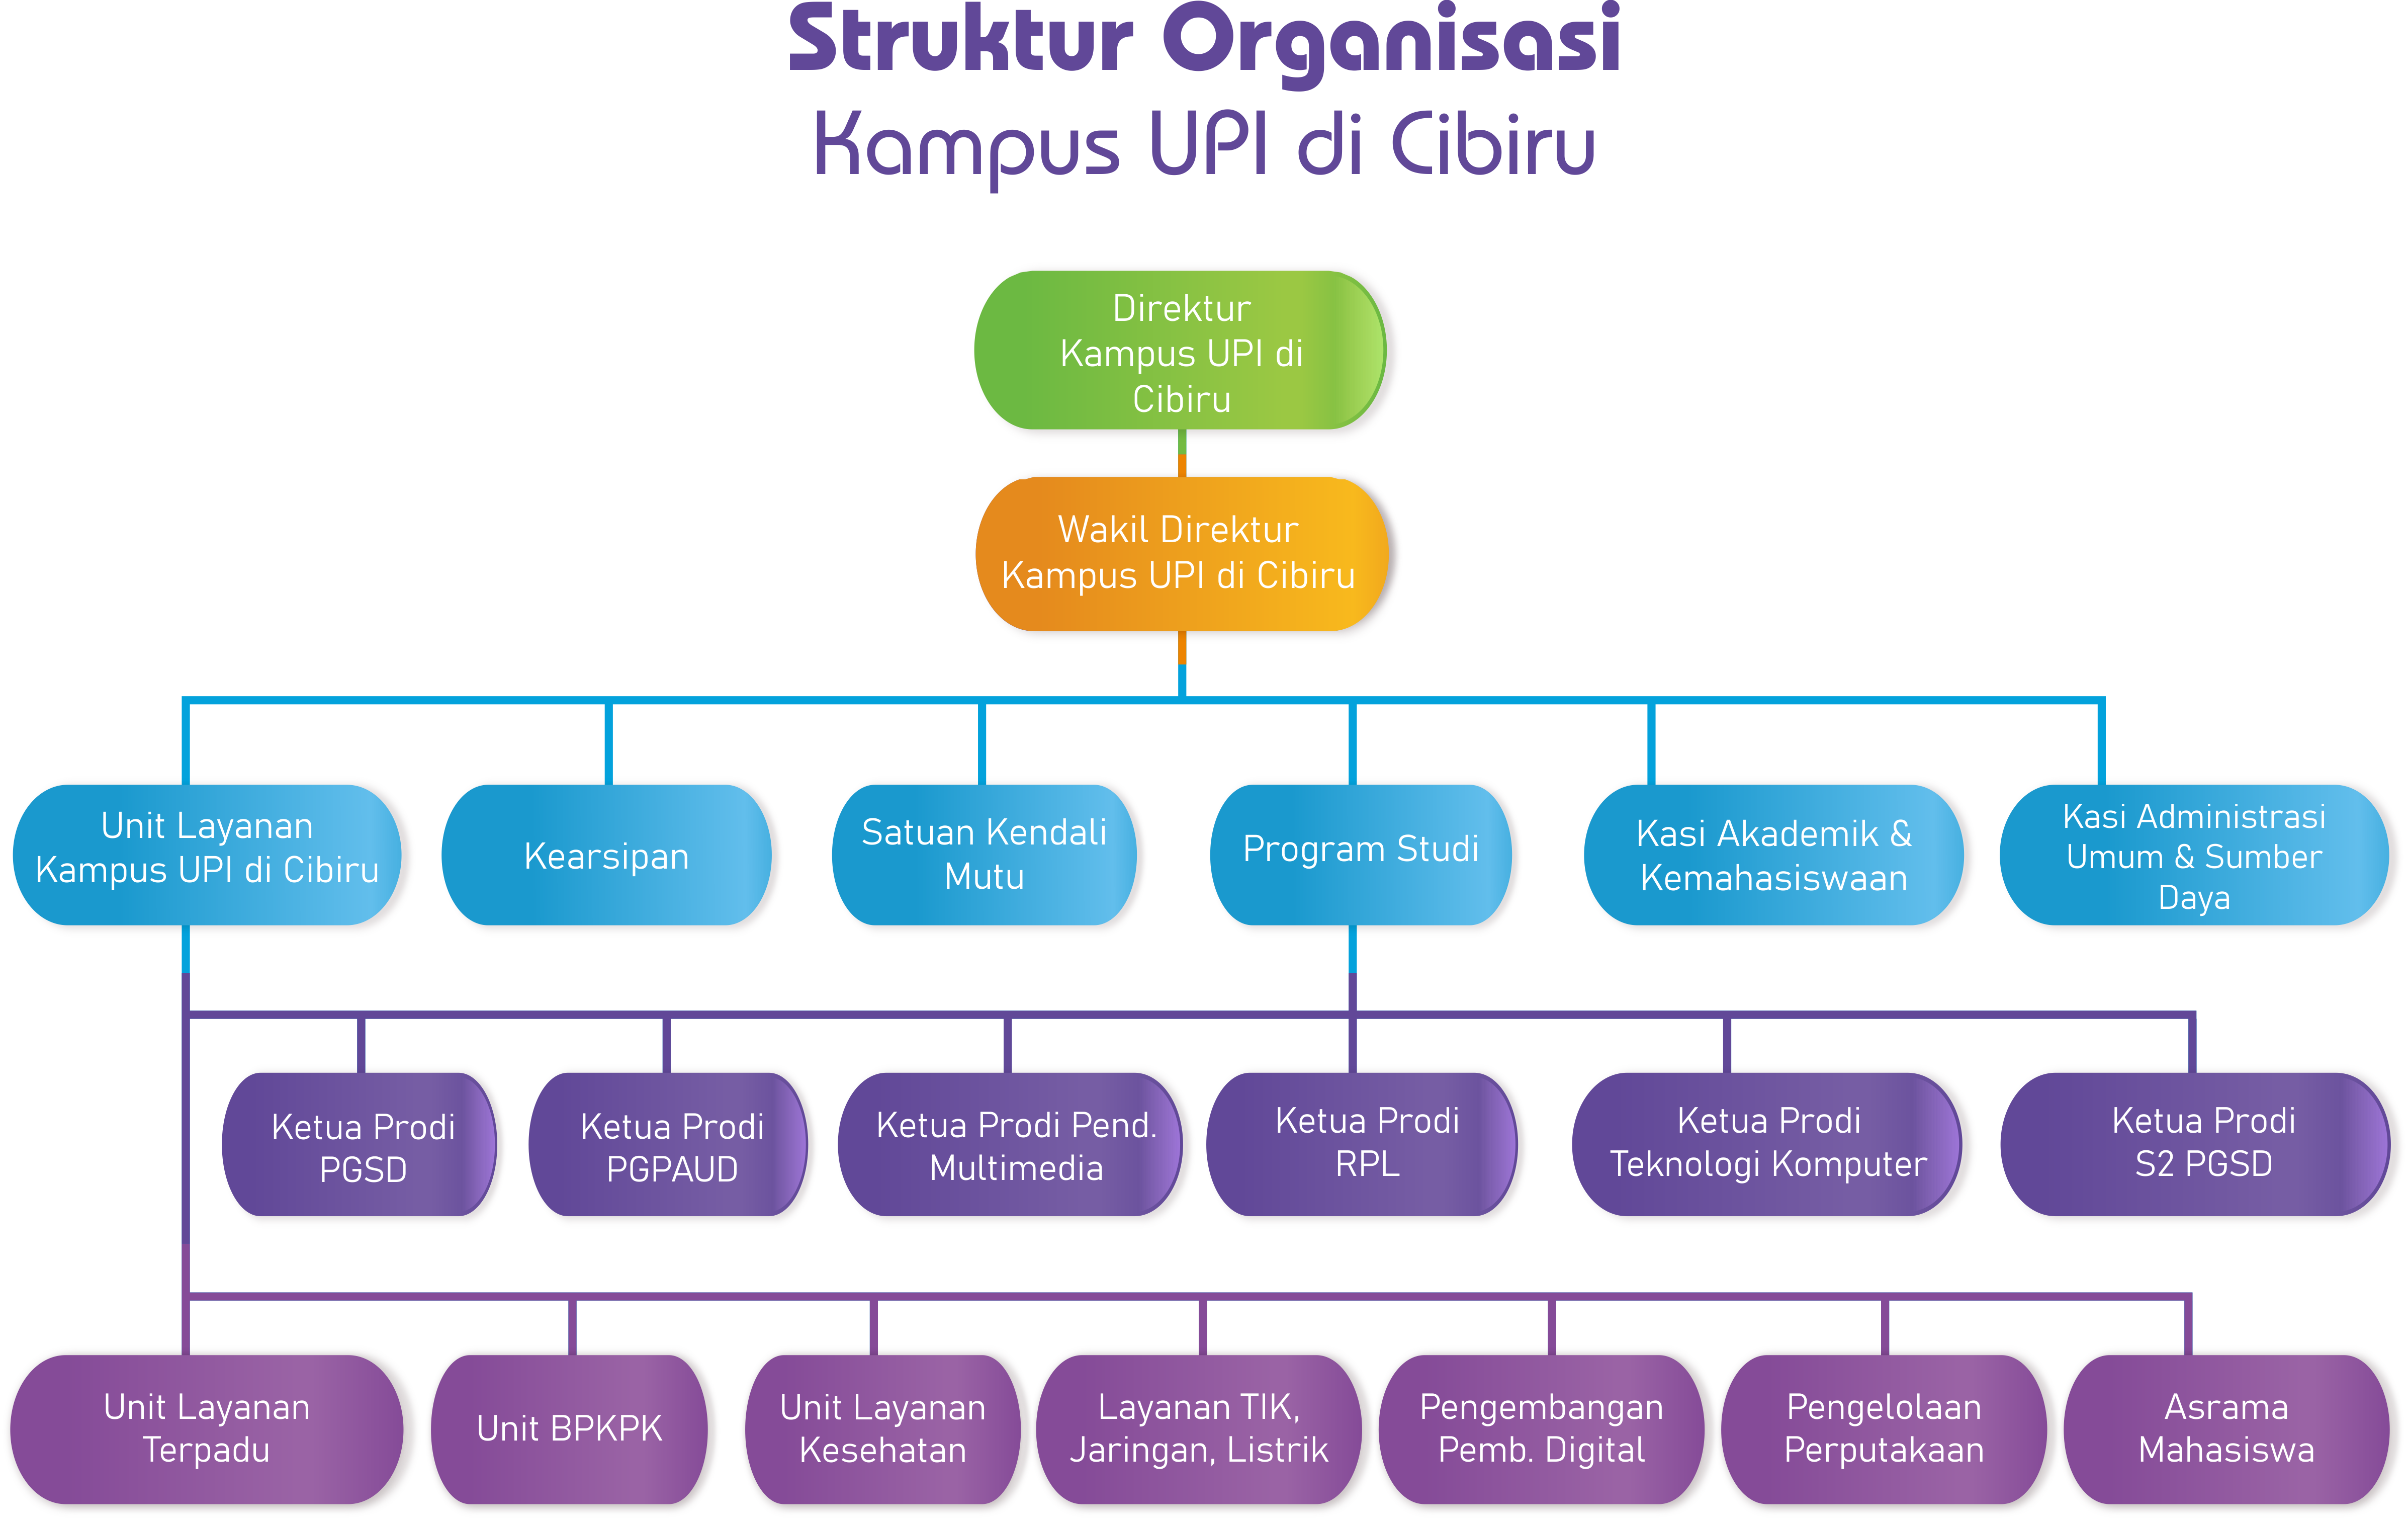 Struktur Organisasi
Kampus UPI di Cibiru
Direktur
Kampus UPI di
Cibiru
Wakil Direktur
Kampus UPI di Cibiru
Unit Layanan
Kampus UPI di Cibiru
Kearsipan
Satuan Kendali
Mutu
Program Studi
Kasi Akademik &
Kemahasiswaan
Kasi Administrasi
Umum & Sumber
Daya
Ketua Prodi
PGSD
Ketua Prodi
PGPAUD
Ketua Prodi Pend.
Multimedia
Ketua Prodi
RPL
Ketua Prodi
Teknologi Komputer
Ketua Prodi
S2 PGSD
Unit Layanan
Terpadu
Unit BPKPK
Unit Layanan
Kesehatan
Layanan TIK,
Jaringan, Listrik
Pengembangan
Pemb. Digital
Pengelolaan
Perputakaan
Asrama
Mahasiswa